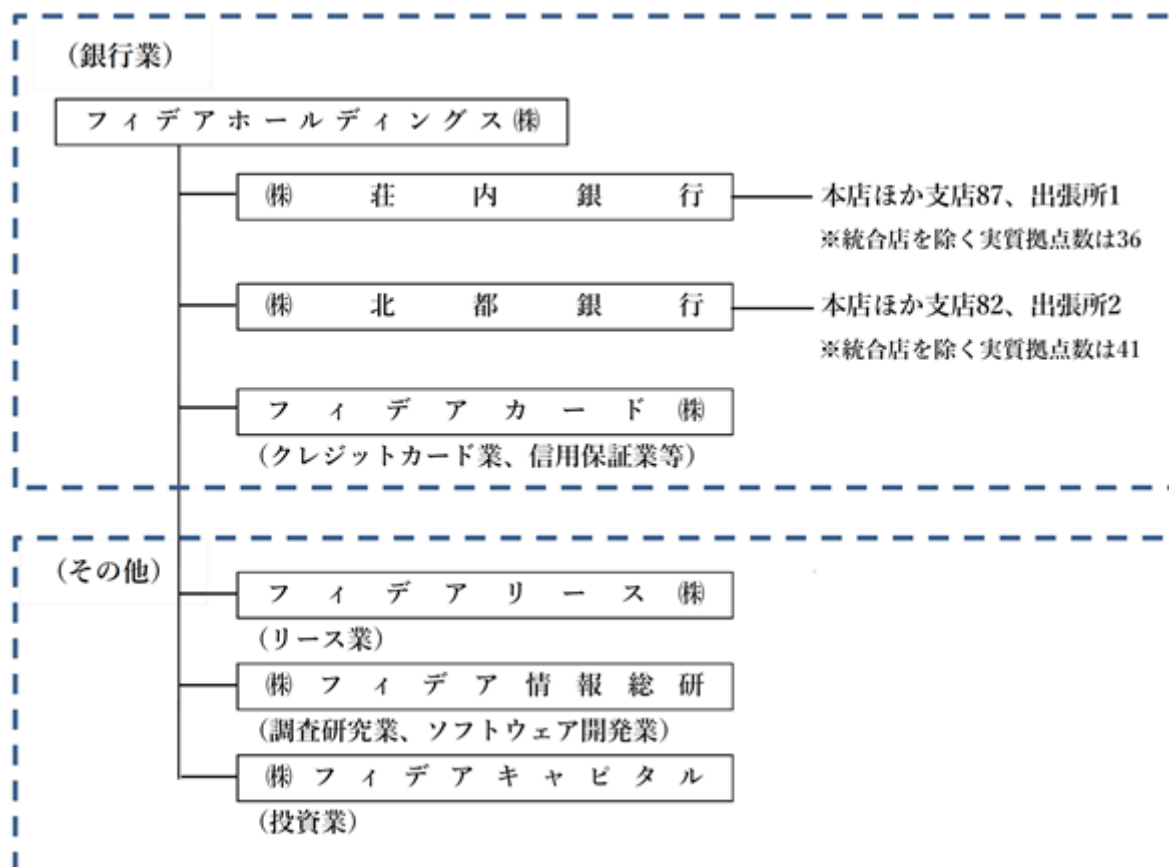 （銀行業）
フィデアホールディングス㈱
㈱荘内銀行
本店ほか支店87、出張所1
※統合店を除く実質拠点数は36
㈱北都銀行
本店ほか支店82、出張所2
※統合店を除く実質拠点数は41
フィデアカード㈱
（クレジットカード業、信用保証業等）
（その他）
フィデアリース㈱
（リース業）
㈱フィデア情報総研
（調査研究業、ソフトウェア開発業）
㈱フィデアキャピタル
（投資業）